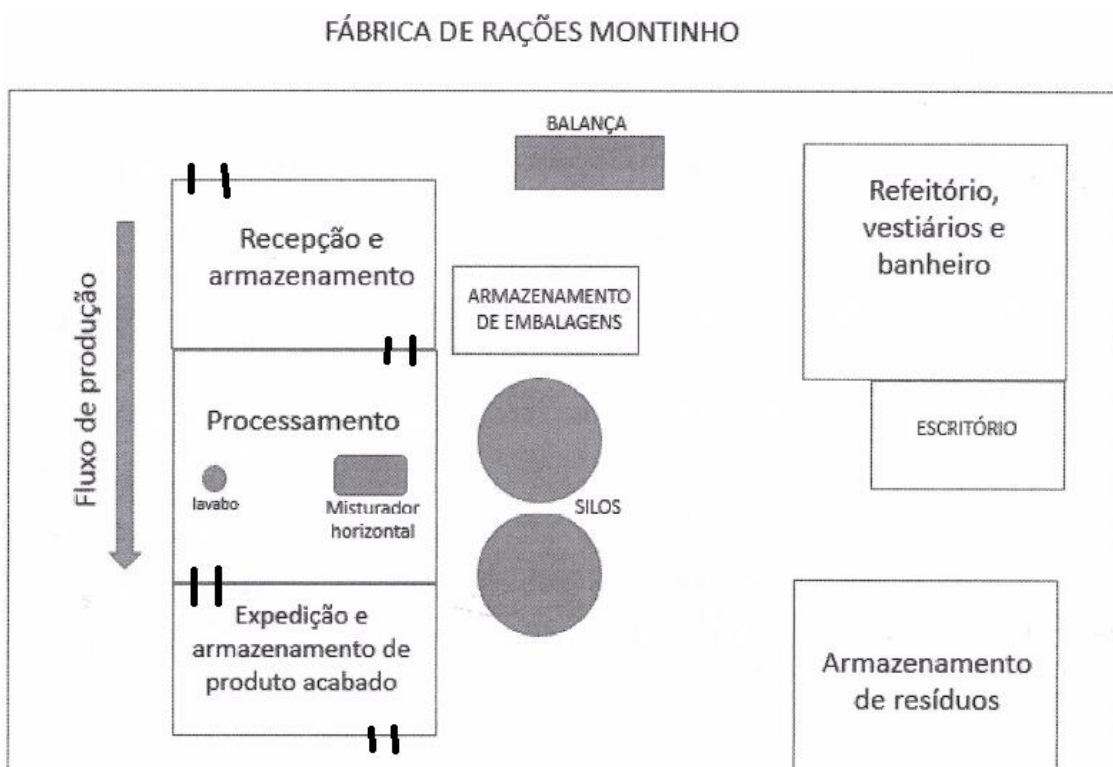 FÁBRICA DE RAÇÕES MONTINHO
BALANÇA
Refeitório,
vestiários e
banheiro
Recepção e
armazenamento
ARMAZENAMENTO
DE EMBALAGENS
Fluxo de produção
Processamento
ESCRITÓRIO
lavabo
Misturador
horizontal
SILOS
Expedição e
armazenamento de
produto acabado
Armazenamento
de resíduos